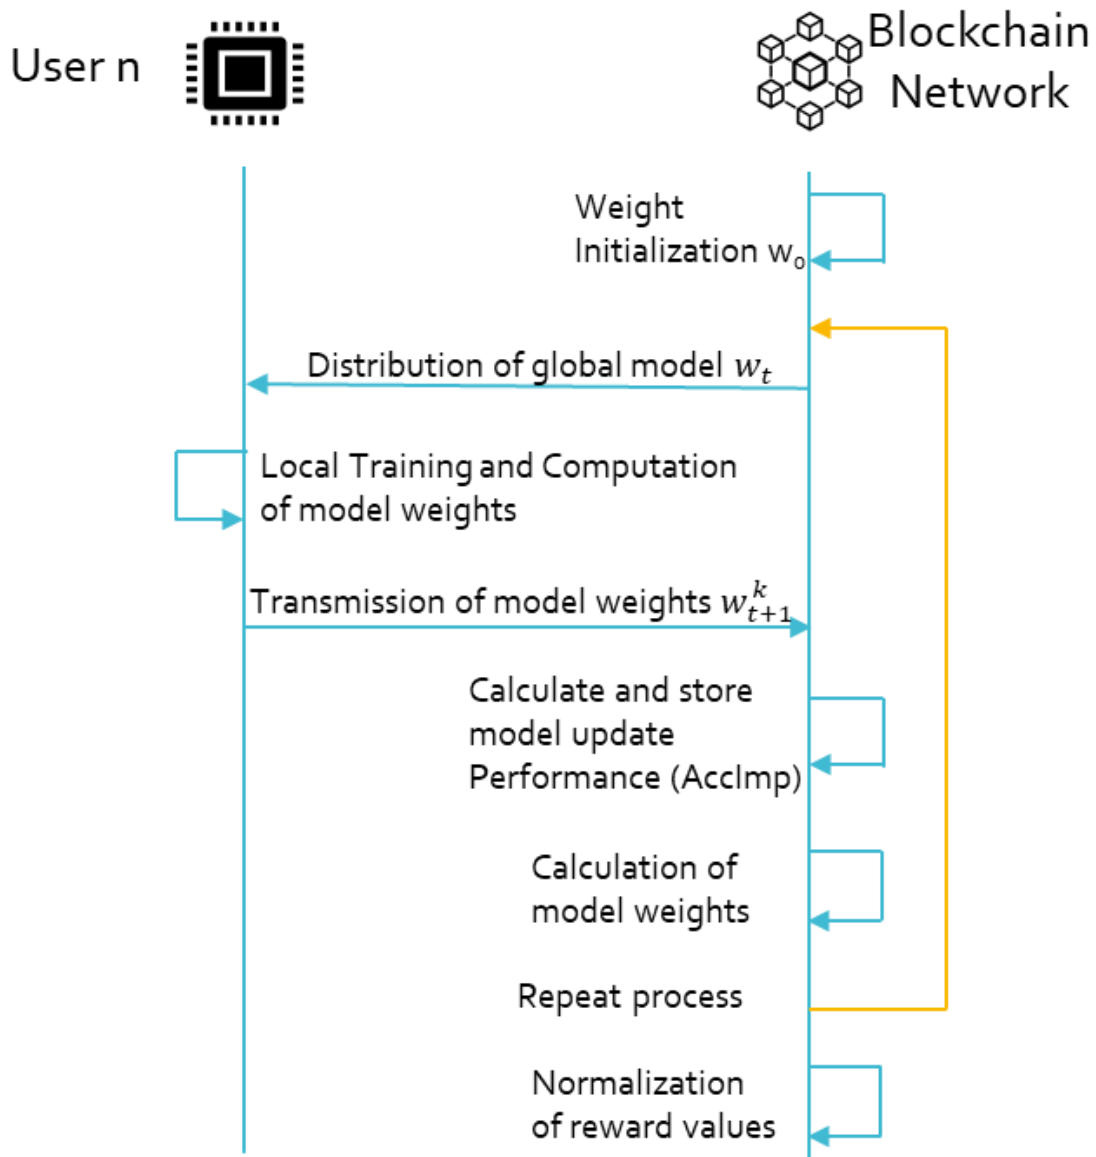 User n
Blockchain
Network
Weight
Initialization w₀
Distribution of global model w_t
Local Training and Computation
of model weights
Transmission of model weights w_{t+1}^k
Calculate and store
model update
Performance (AccImp)
Calculation of
model weights
Repeat process
Normalization
of reward values